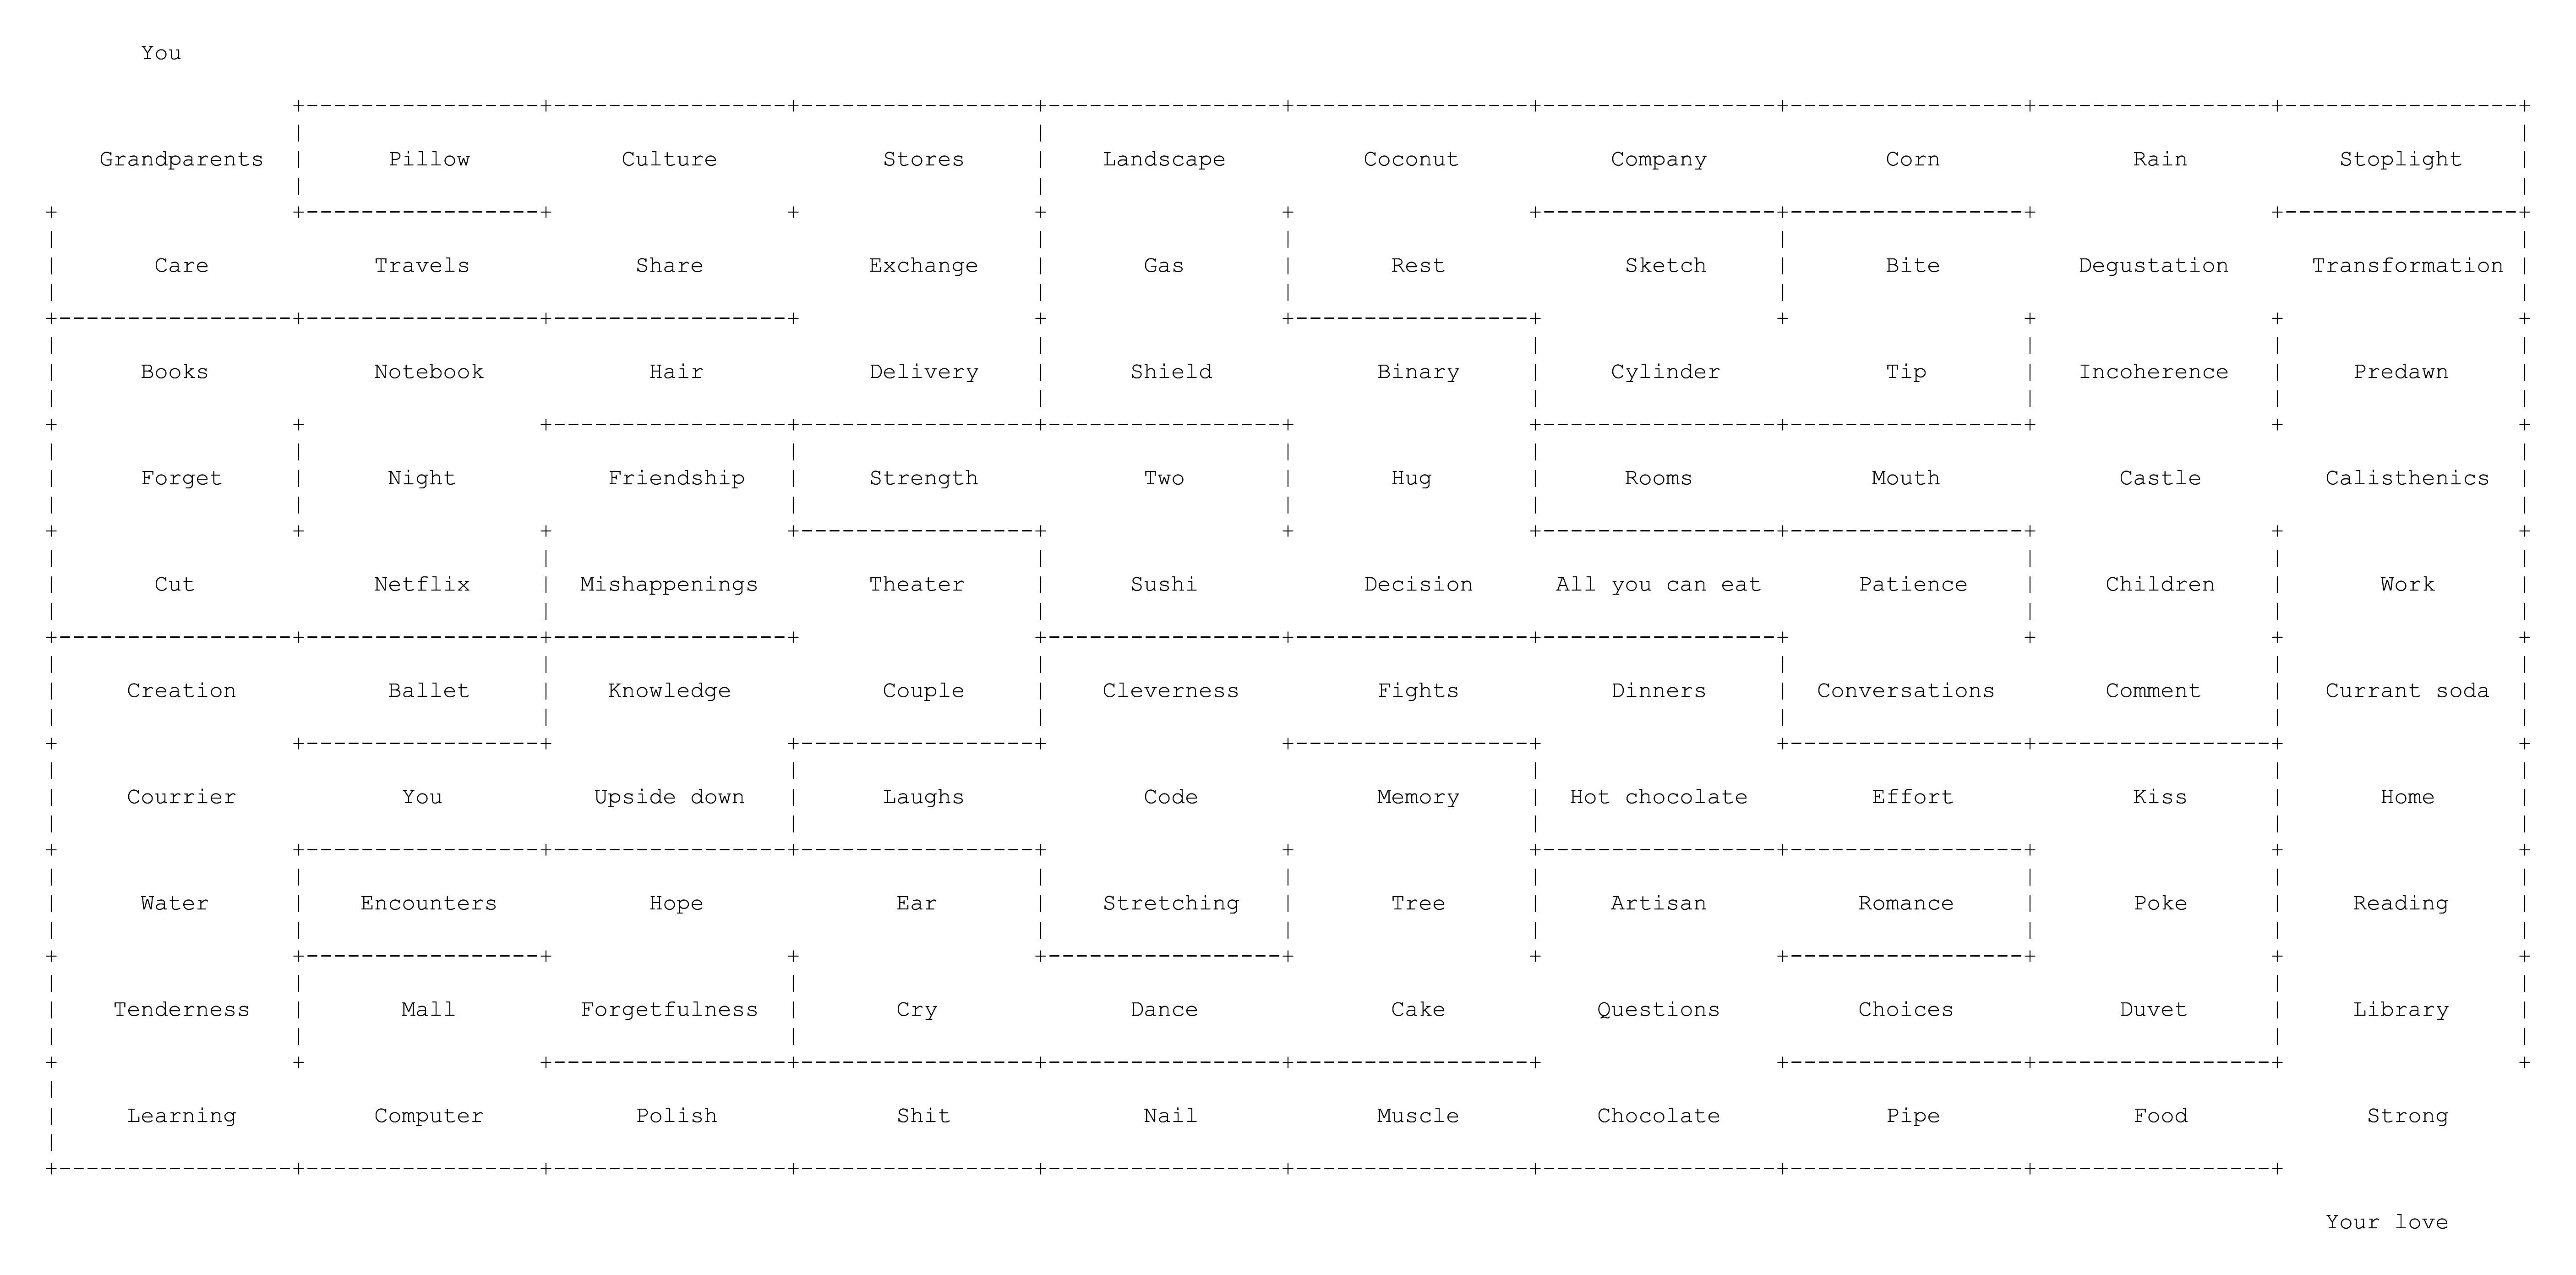 You
Grandparents Pillow Culture Stores Landscape Coconut Company Corn Rain Stoplight
Care Travels Share Exchange Gas Rest Sketch Bite Degustation Transformation
Books Notebook Hair Delivery Shield Binary Cylinder Tip Incoherence Predawn
Forget Night Friendship Strength Two Hug Rooms Mouth Castle Calisthenics
Cut Netflix Mishappenings Theater Sushi Decision All you can eat Patience Children Work
Creation Ballet Knowledge Couple Cleverness Fights Dinners Conversations Comment Currant soda
Courrier You Upside down Laughs Code Memory Hot chocolate Effort Kiss Home
Water Encounters Hope Ear Stretching Tree Artisan Romance Poke Reading
Tenderness Mall Forgetfulness Cry Dance Cake Questions Choices Duvet Library
Learning Computer Polish Shit Nail Muscle Chocolate Pipe Food Strong
Your love